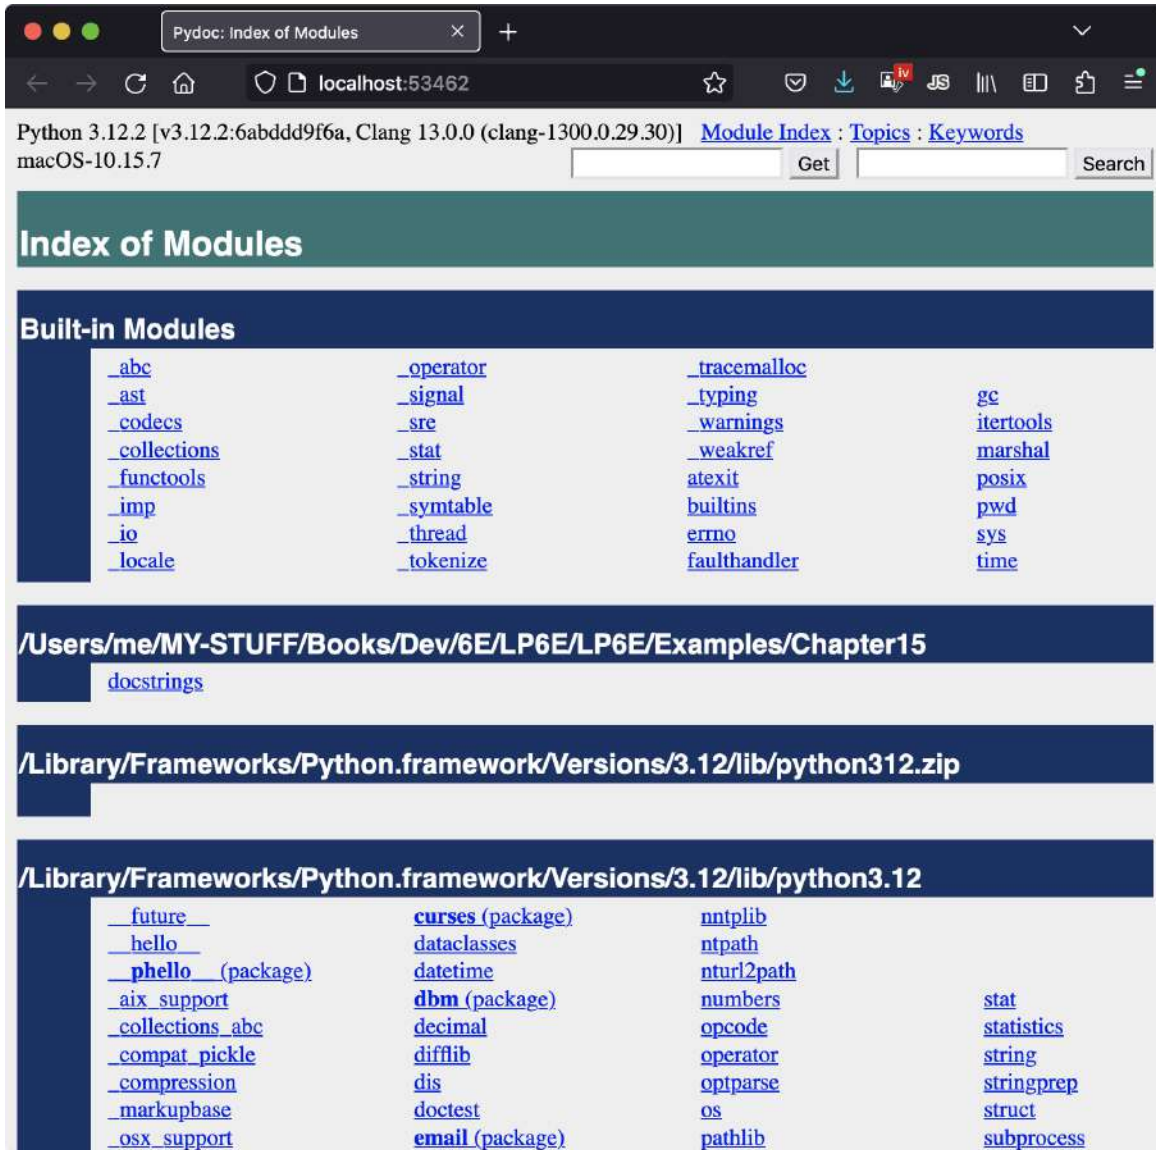 Pydoc: Index of Modules
localhost:53462
iv
JS
Python 3.12.2 [v3.12.2:6abddd9f6a, Clang 13.0.0 (clang-1300.0.29.30)] Module Index : Topics : Keywords
macOS-10.15.7
Get Search
Index of Modules
Built-in Modules
_abc _operator _tracemalloc
_ast _signal _typing gc
_codecs _sre _warnings itertools
_collections _stat _weakref marshal
_functools _string atexit posix
_imp _symtable builtins pwd
_io _thread errno sys
_locale _tokenize faulthandler time
/Users/me/MY-STUFF/Books/Dev/6E/LP6E/LP6E/Examples/Chapter15
docstrings
/Library/Frameworks/Python.framework/Versions/3.12/lib/python312.zip
/Library/Frameworks/Python.framework/Versions/3.12/lib/python3.12
__future__ curses (package) nntplib
__hello__ dataclasses ntpath
__phello__ (package) datetime nturl2path
_aix_support dbm (package) numbers stat
_collections_abc decimal opcode statistics
_compat_pickle difflib operator string
_compression dis optparse stringprep
_markupbase doctest os struct
_osx_support email (package) pathlib subprocess